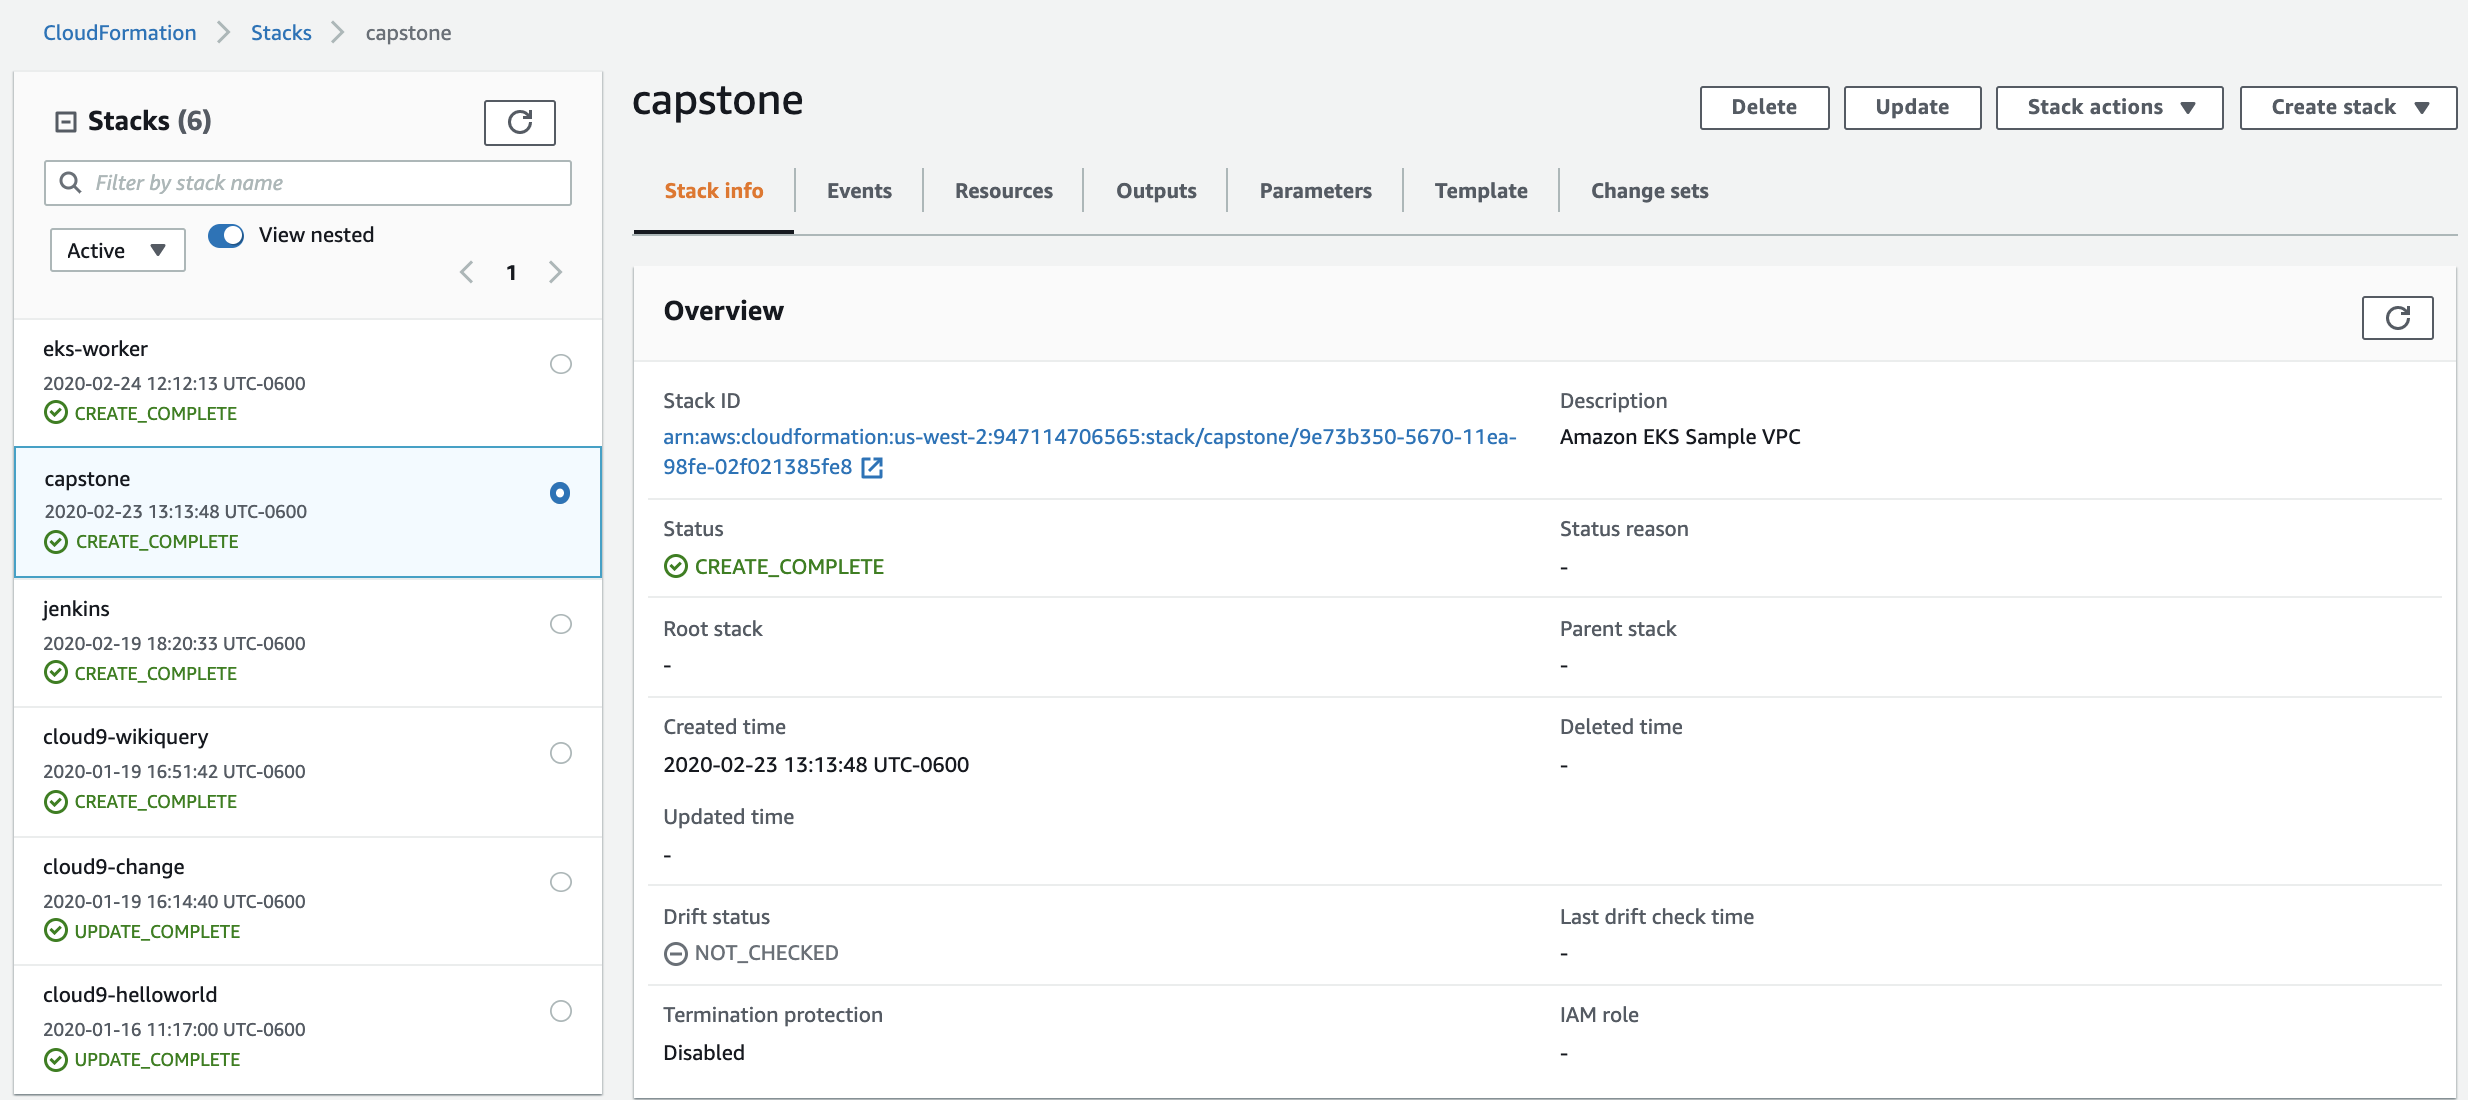 CloudFormation Stacks capstone
Stacks (6)
Filter by stack name
Active View nested
1
eks-worker
2020-02-24 12:12:13 UTC-0600
CREATE_COMPLETE
capstone
2020-02-23 13:13:48 UTC-0600
CREATE_COMPLETE
jenkins
2020-02-19 18:20:33 UTC-0600
CREATE_COMPLETE
cloud9-wikiquery
2020-01-19 16:51:42 UTC-0600
CREATE_COMPLETE
cloud9-change
2020-01-19 16:14:40 UTC-0600
UPDATE_COMPLETE
cloud9-helloworld
2020-01-16 11:17:00 UTC-0600
UPDATE_COMPLETE
capstone
Delete Update Stack actions Create stack
Stack info Events Resources Outputs Parameters Template Change sets
Overview
Stack ID
arn:aws:cloudformation:us-west-2:947114706565:stack/capstone/9e73b350-5670-11ea-
98fe-02f021385fe8
Description
Amazon EKS Sample VPC
Status
CREATE_COMPLETE
Status reason
-
Root stack
-
Parent stack
-
Created time
2020-02-23 13:13:48 UTC-0600
Deleted time
-
Updated time
-
Drift status
NOT_CHECKED
Last drift check time
-
Termination protection
Disabled
IAM role
-